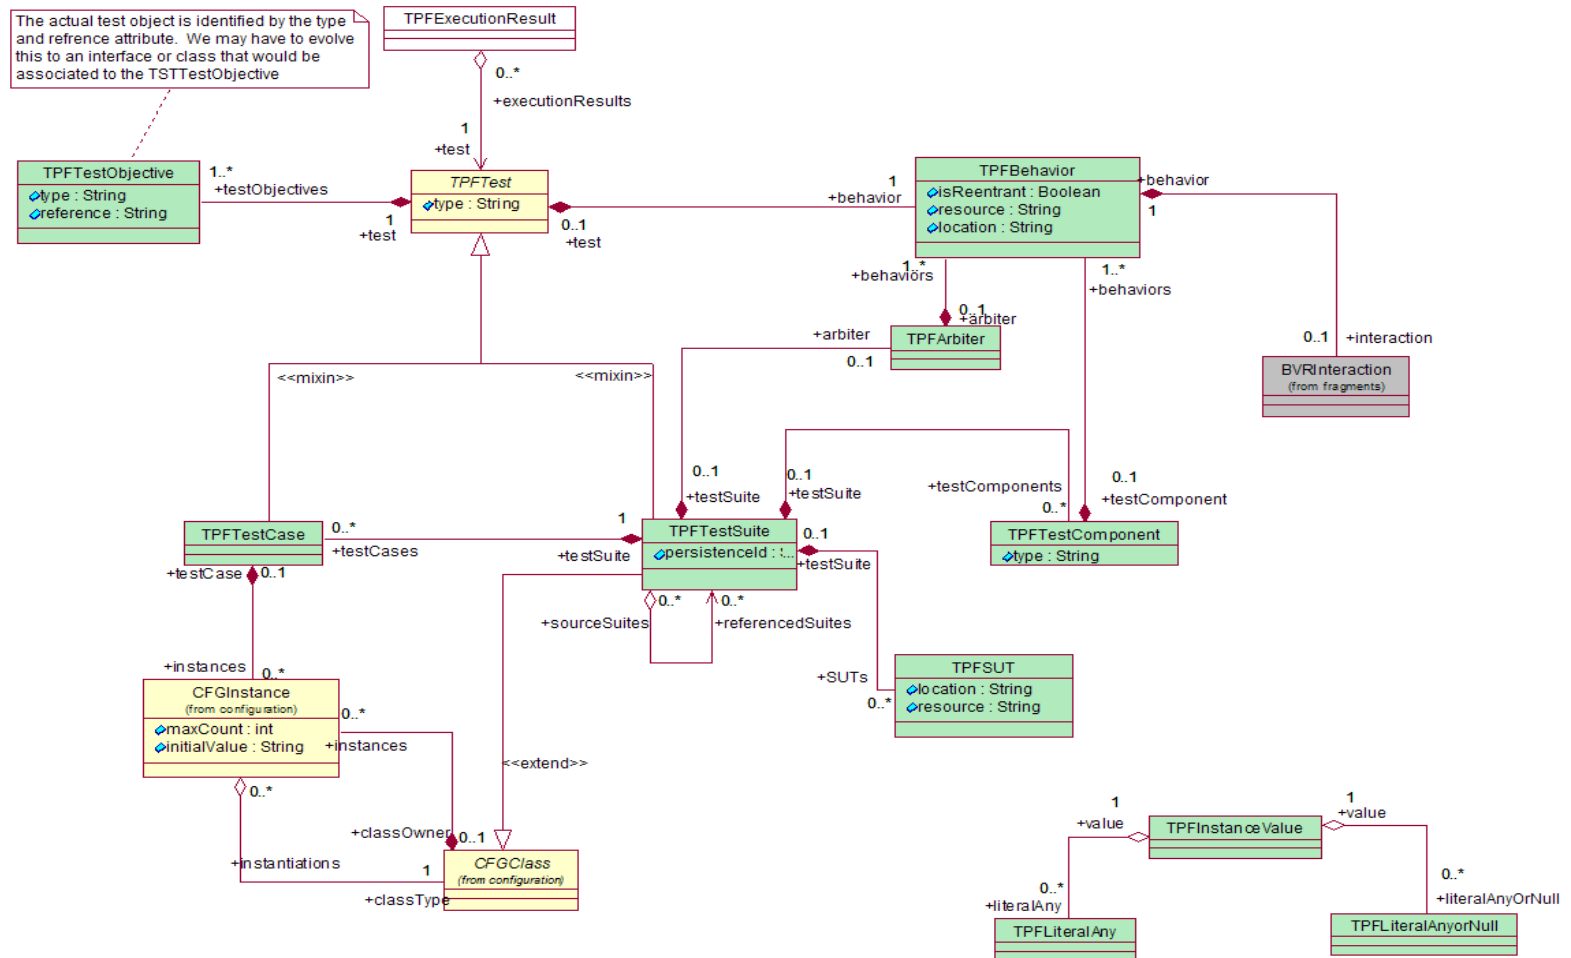 The actual test object is identified by the type
and refrence attribute.  We may have to evolve
this to an interface or class that would be
associated to the TSTTestObjective
TPFExecutionResult
0..*
+executionResults
1
+test
TPFTestObjective
type : String
reference : String
1..*
+testObjectives
1
+test
TPFTest
type : String
0..1
+test
1
+behavior
TPFBehavior
isReentrant : Boolean
resource : String
location : String
+behavior
1
1..*
+behaviors
1..*
+behaviors
0..1
+arbiter
+arbiter
0..1
TPFArbiter
0..1
+interaction
BVRInteraction
(from fragments)
<<mixin>>
<<mixin>>
0..1
+testSuite
0..1
+testSuite
+testComponents
0..*
0..1
+testComponent
TPFTestCase
0..*
+testCases
1
+testSuite
TPFTestSuite
persistenceId : S...
0..1
+testSuite
TPFTestComponent
type : String
+testCase
0..1
0..*
+sourceSuites
0..*
+referencedSuites
+instances
0..*
CFGInstance
(from configuration)
maxCount : int
initialValue : String
0..*
+instances
+SUTs
0..*
TPFSUT
location : String
resource : String
<<extend>>
0..*
+instantiations
+classOwner
0..1
1
+classType
CFGClass
(from configuration)
1
+value
TPFInstanceValue
1
+value
0..*
+literalAny
TPFLiteralAny
0..*
+literalAnyOrNull
TPFLiteralAnyorNull